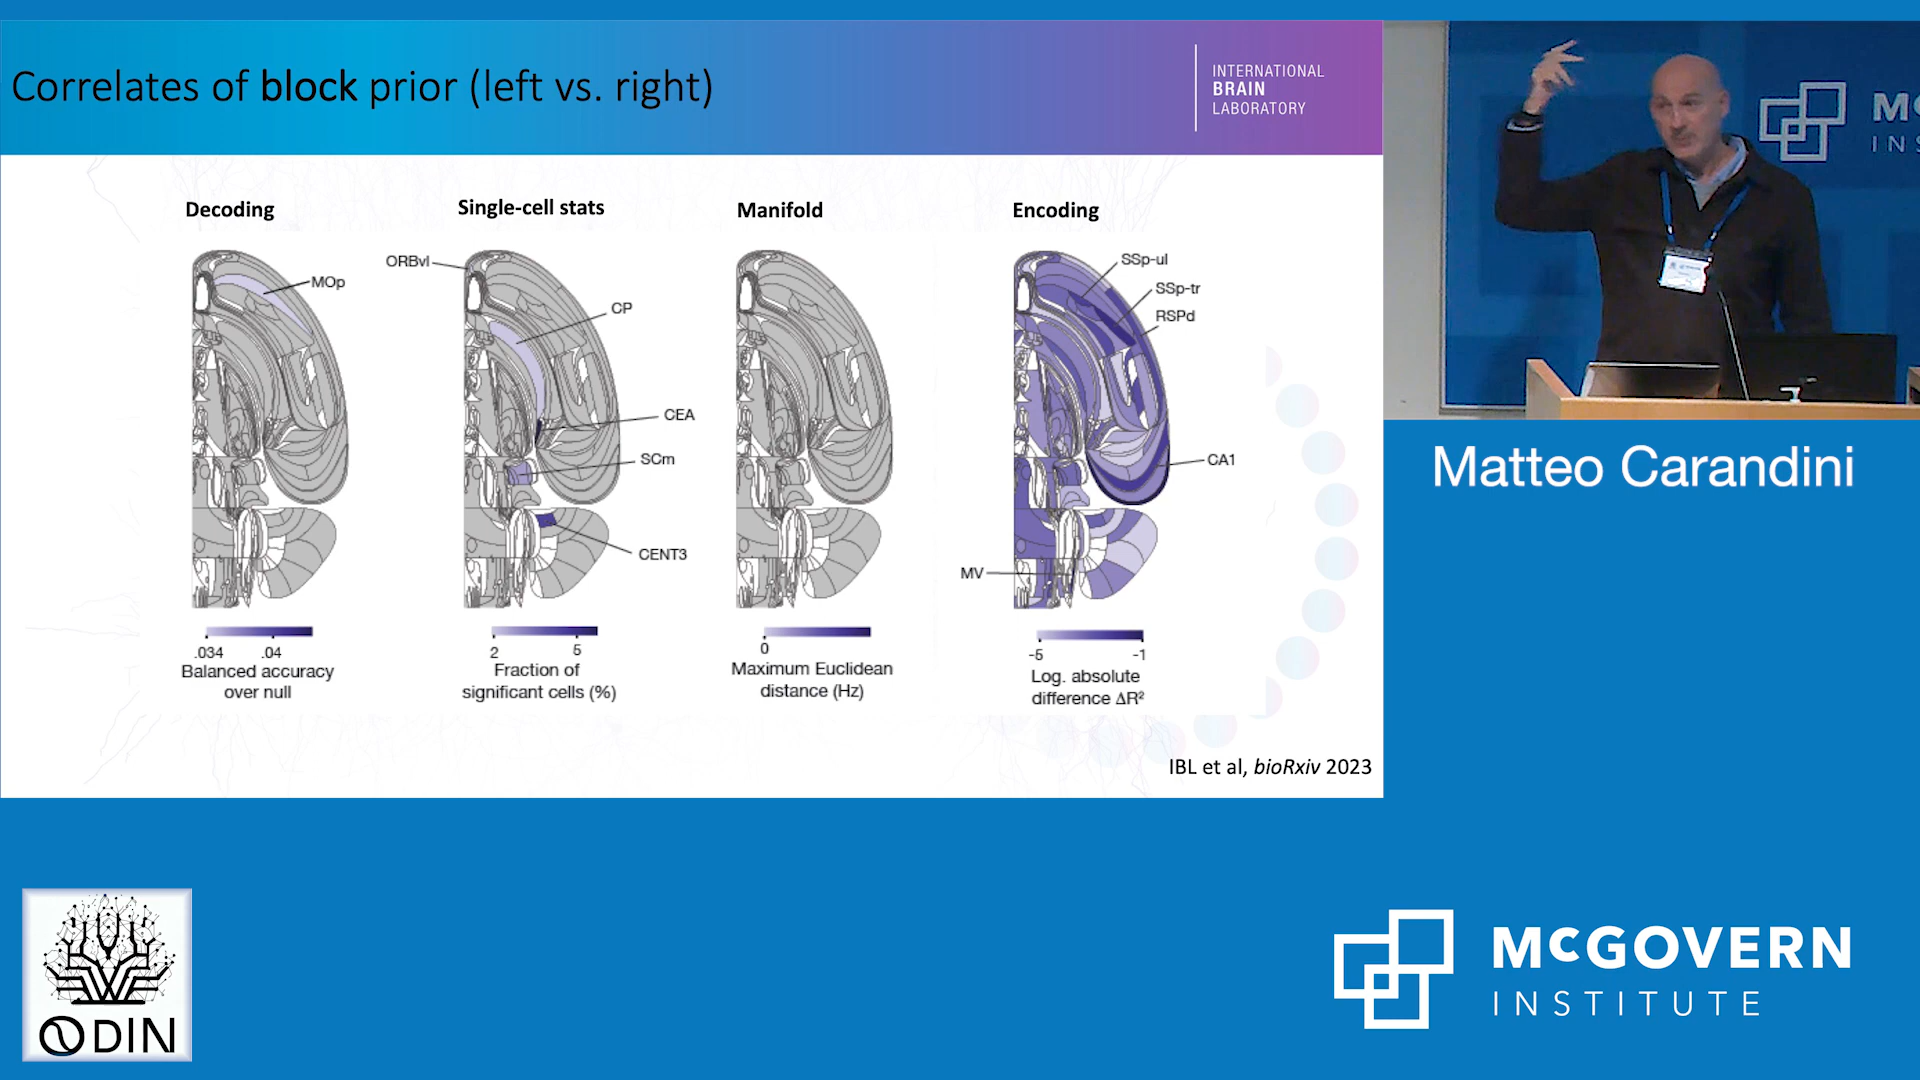 Correlates of block prior (left vs. right)
INTERNATIONAL
BRAIN
LABORATORY
Decoding
Single-cell stats
Manifold
Encoding
MOp
ORBvl
CP
CEA
SCm
CENT3
SSp-ul
SSp-tr
RSPd
CA1
MV
.034 .04
Balanced accuracy
over null
2 5
Fraction of
significant cells (%)
0
Maximum Euclidean
distance (Hz)
-5 -1
Log. absolute
difference ΔR²
IBL et al, bioRxiv 2023
Matteo Carandini
ODIN
McGOVERN
INSTITUTE